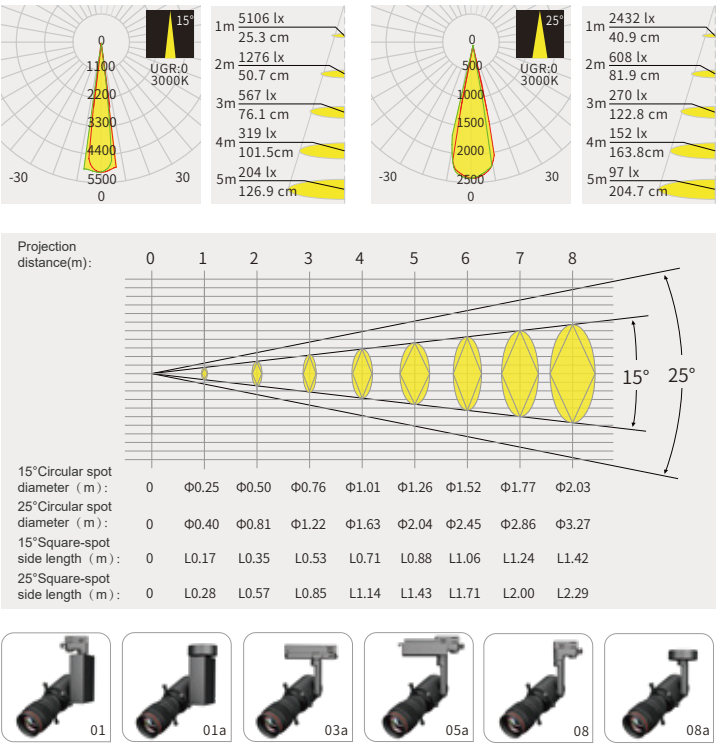 0
1100
2200
3300
4400
5500
0
-30
30
15°
UGR:0
3000K
1m 5106 lx
25.3 cm
2m 1276 lx
50.7 cm
3m 567 lx
76.1 cm
4m 319 lx
101.5cm
5m 204 lx
126.9 cm
0
500
1000
1500
2000
2500
0
-30
30
25°
UGR:0
3000K
1m 2432 lx
40.9 cm
2m 608 lx
81.9 cm
3m 270 lx
122.8 cm
4m 152 lx
163.8cm
5m 97 lx
204.7 cm
Projection
distance(m): 0 1 2 3 4 5 6 7 8
15° 25°
15°Circular spot
diameter（m）: 0 Φ0.25 Φ0.50 Φ0.76 Φ1.01 Φ1.26 Φ1.52 Φ1.77 Φ2.03
25°Circular spot
diameter（m）: 0 Φ0.40 Φ0.81 Φ1.22 Φ1.63 Φ2.04 Φ2.45 Φ2.86 Φ3.27
15°Square-spot
side length（m）: 0 L0.17 L0.35 L0.53 L0.71 L0.88 L1.06 L1.24 L1.42
25°Square-spot
side length（m）: 0 L0.28 L0.57 L0.85 L1.14 L1.43 L1.71 L2.00 L2.29
01 01a 03a 05a 08 08a